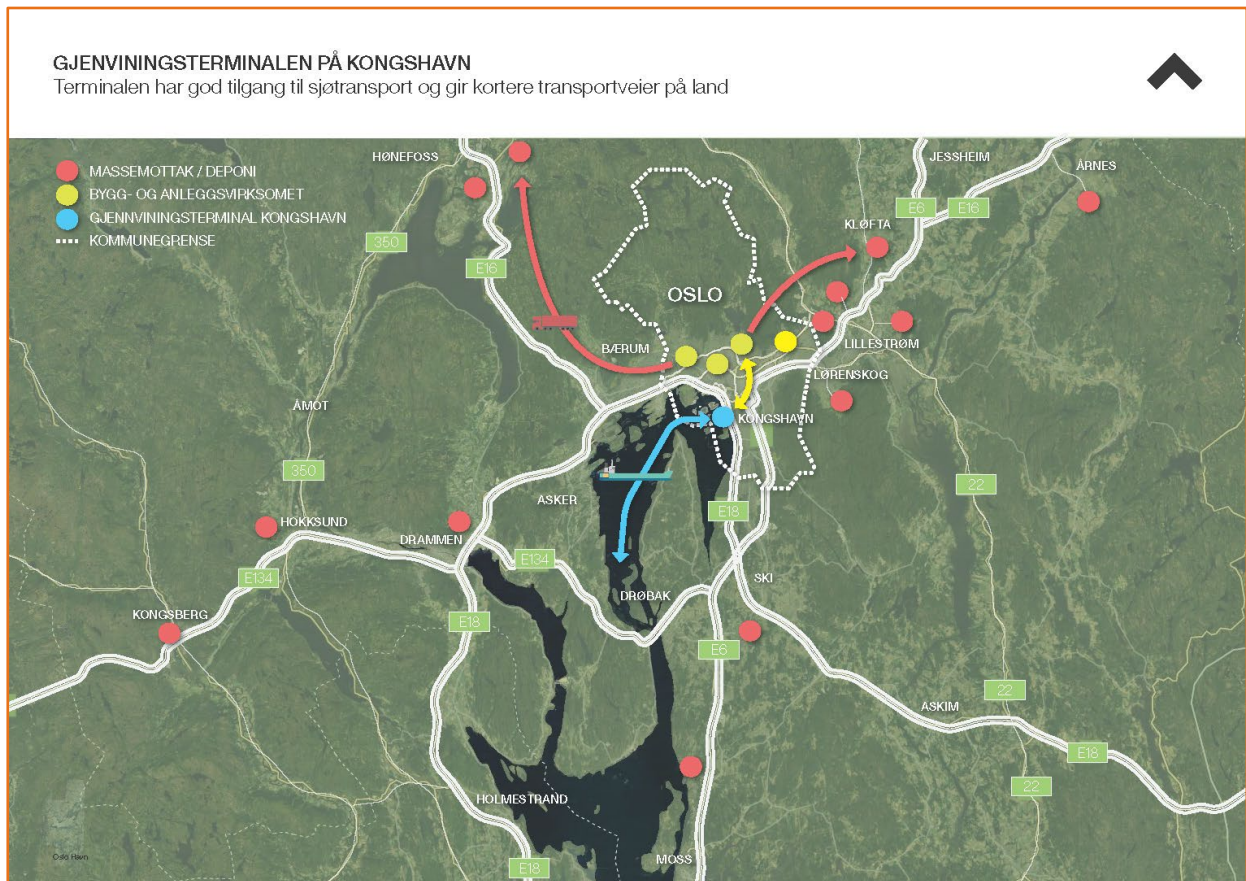 GJENVININGSTERMINALEN PÅ KONGSHAVN
Terminalen har god tilgang til sjøtransport og gir kortere transportveier på land
MASSEMOTTAK / DEPONI
BYGG- OG ANLEGGSVIRKSOMET
GJENNVININGSTERMINAL KONGSHAVN
KOMMUNEGRENSE
HØNEFOSS
JESSHEIM
ÅRNES
E6
E16
KLØFTA
350
E16
OSLO
BÆRUM
LILLESTRØM
LØRENSKOG
ÅMOT
KONGSHAVN
350
22
ASKER
E18
HOKKSUND
DRAMMEN
E134
E134
SKI
DRØBAK
KONGSBERG
E18
E6
22
ASKIM
E18
22
HOLMESTRAND
MOSS
E18
Oslo Havn